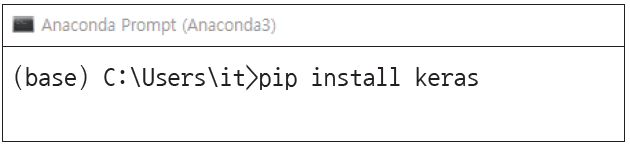 Anaconda Prompt (Anaconda3)
(base) C:\Users\it>pip install keras